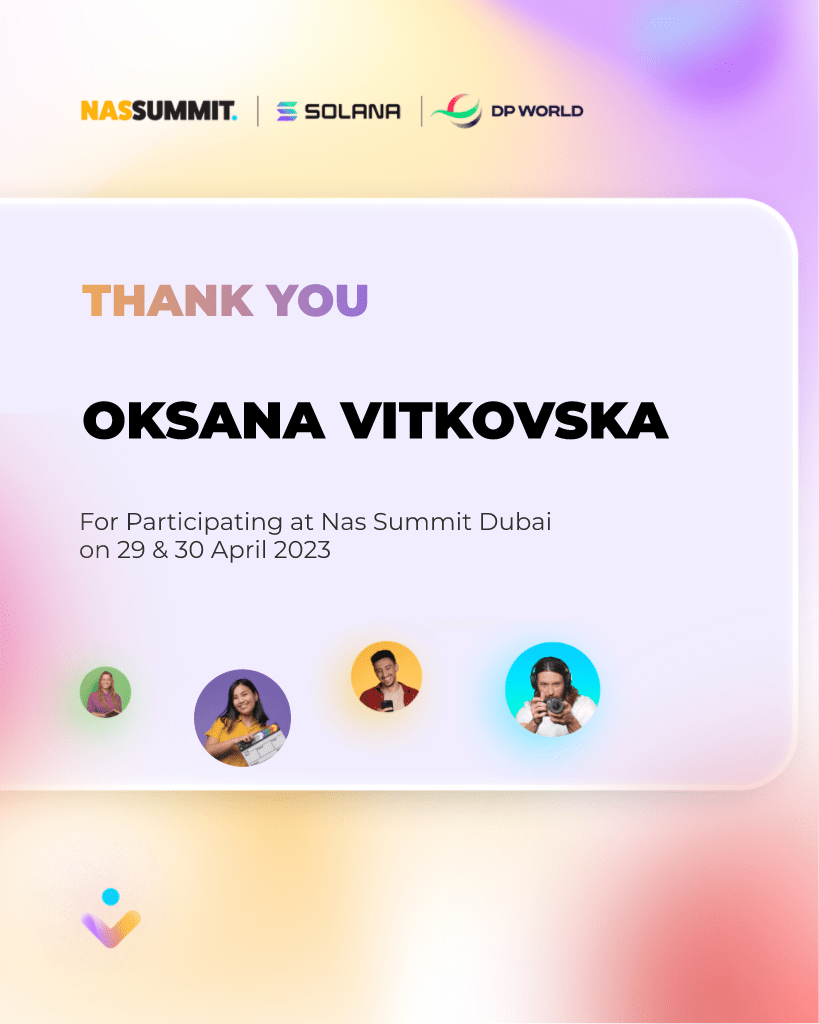 NASSUMMIT. | SOLANA | DP WORLD
THANK YOU
OKSANA VITKOVSKA
For Participating at Nas Summit Dubai
on 29 & 30 April 2023